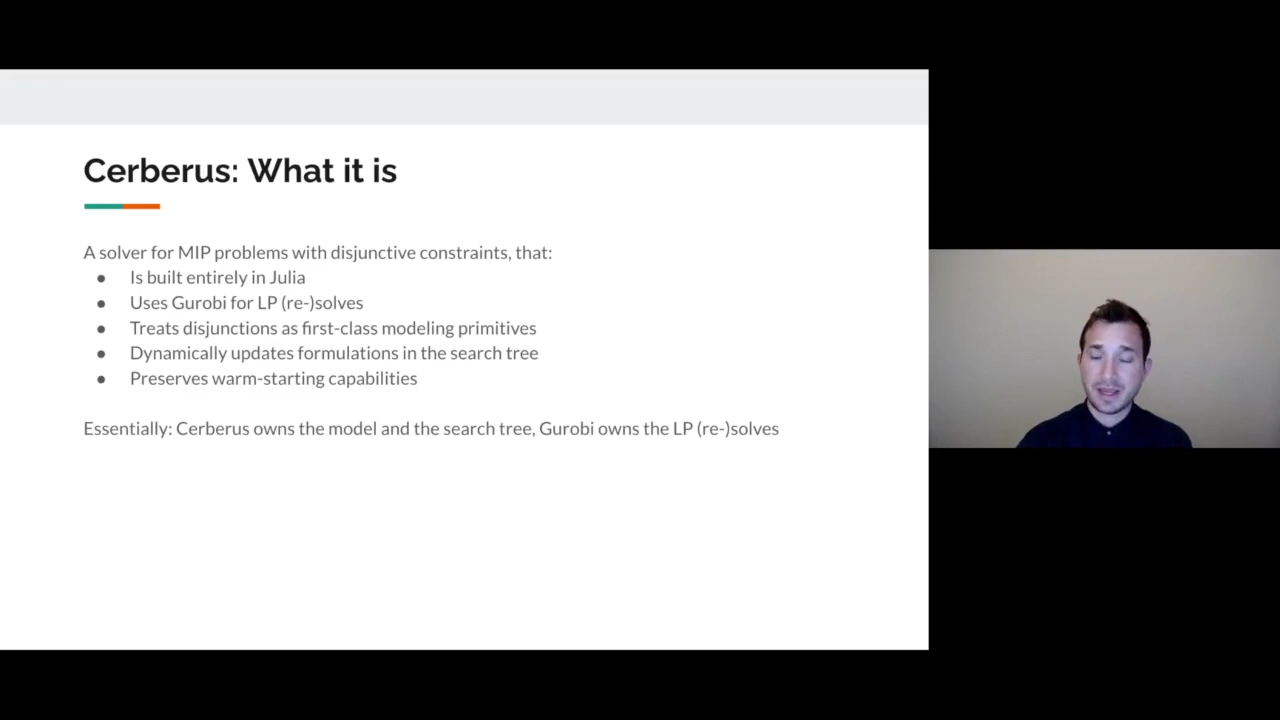 Cerberus: What it is
A solver for MIP problems with disjunctive constraints, that:
● Is built entirely in Julia
● Uses Gurobi for LP (re-)solves
● Treats disjunctions as first-class modeling primitives
● Dynamically updates formulations in the search tree
● Preserves warm-starting capabilities
Essentially: Cerberus owns the model and the search tree, Gurobi owns the LP (re-)solves